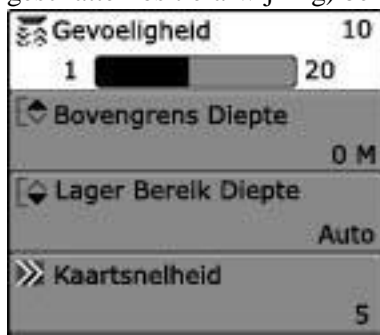 Gevoeligheid 10
1 20
Bovengrens Diepte
0 M
Lager Bereik Diepte
Auto
Kaartsnelheid
5